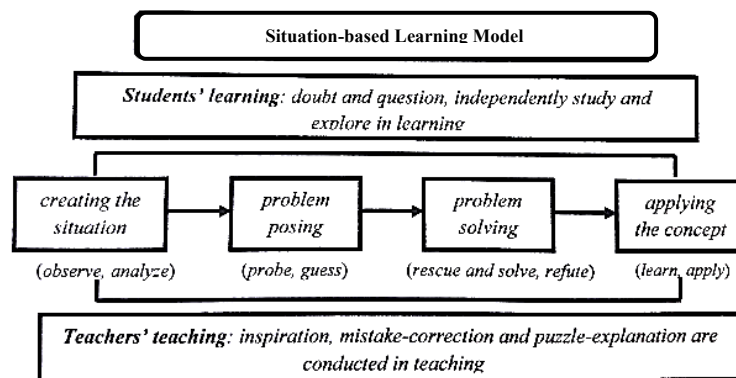 Situation-based Learning Model
Students' learning: doubt and question, independently study and
explore in learning
creating the
situation
problem
posing
problem
solving
applying
the concept
(observe, analyze)
(probe, guess)
(rescue and solve, refute)
(learn, apply)
Teachers' teaching: inspiration, mistake-correction and puzzle-explanation are
conducted in teaching